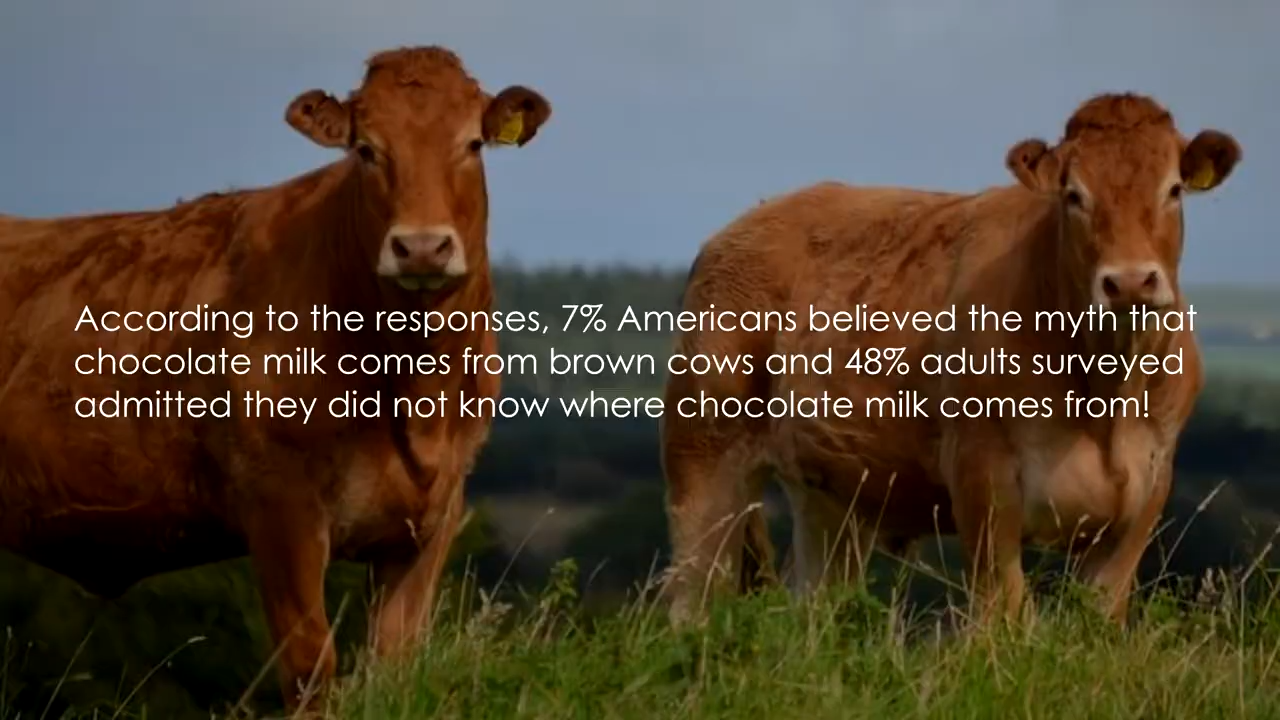 According to the responses, 7% Americans believed the myth that
chocolate milk comes from brown cows and 48% adults surveyed
admitted they did not know where chocolate milk comes from!